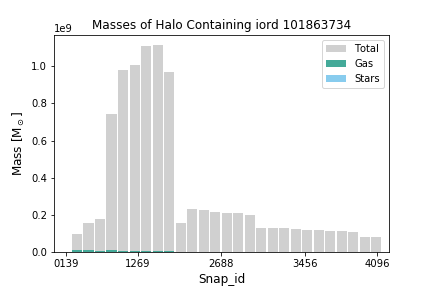 Masses of Halo Containing iord 101863734
1e9
1.0
0.8
0.6
0.4
0.2
0.0
Mass [M⊙]
Total
Gas
Stars
0139
1269
2688
3456
4096
Snap_id